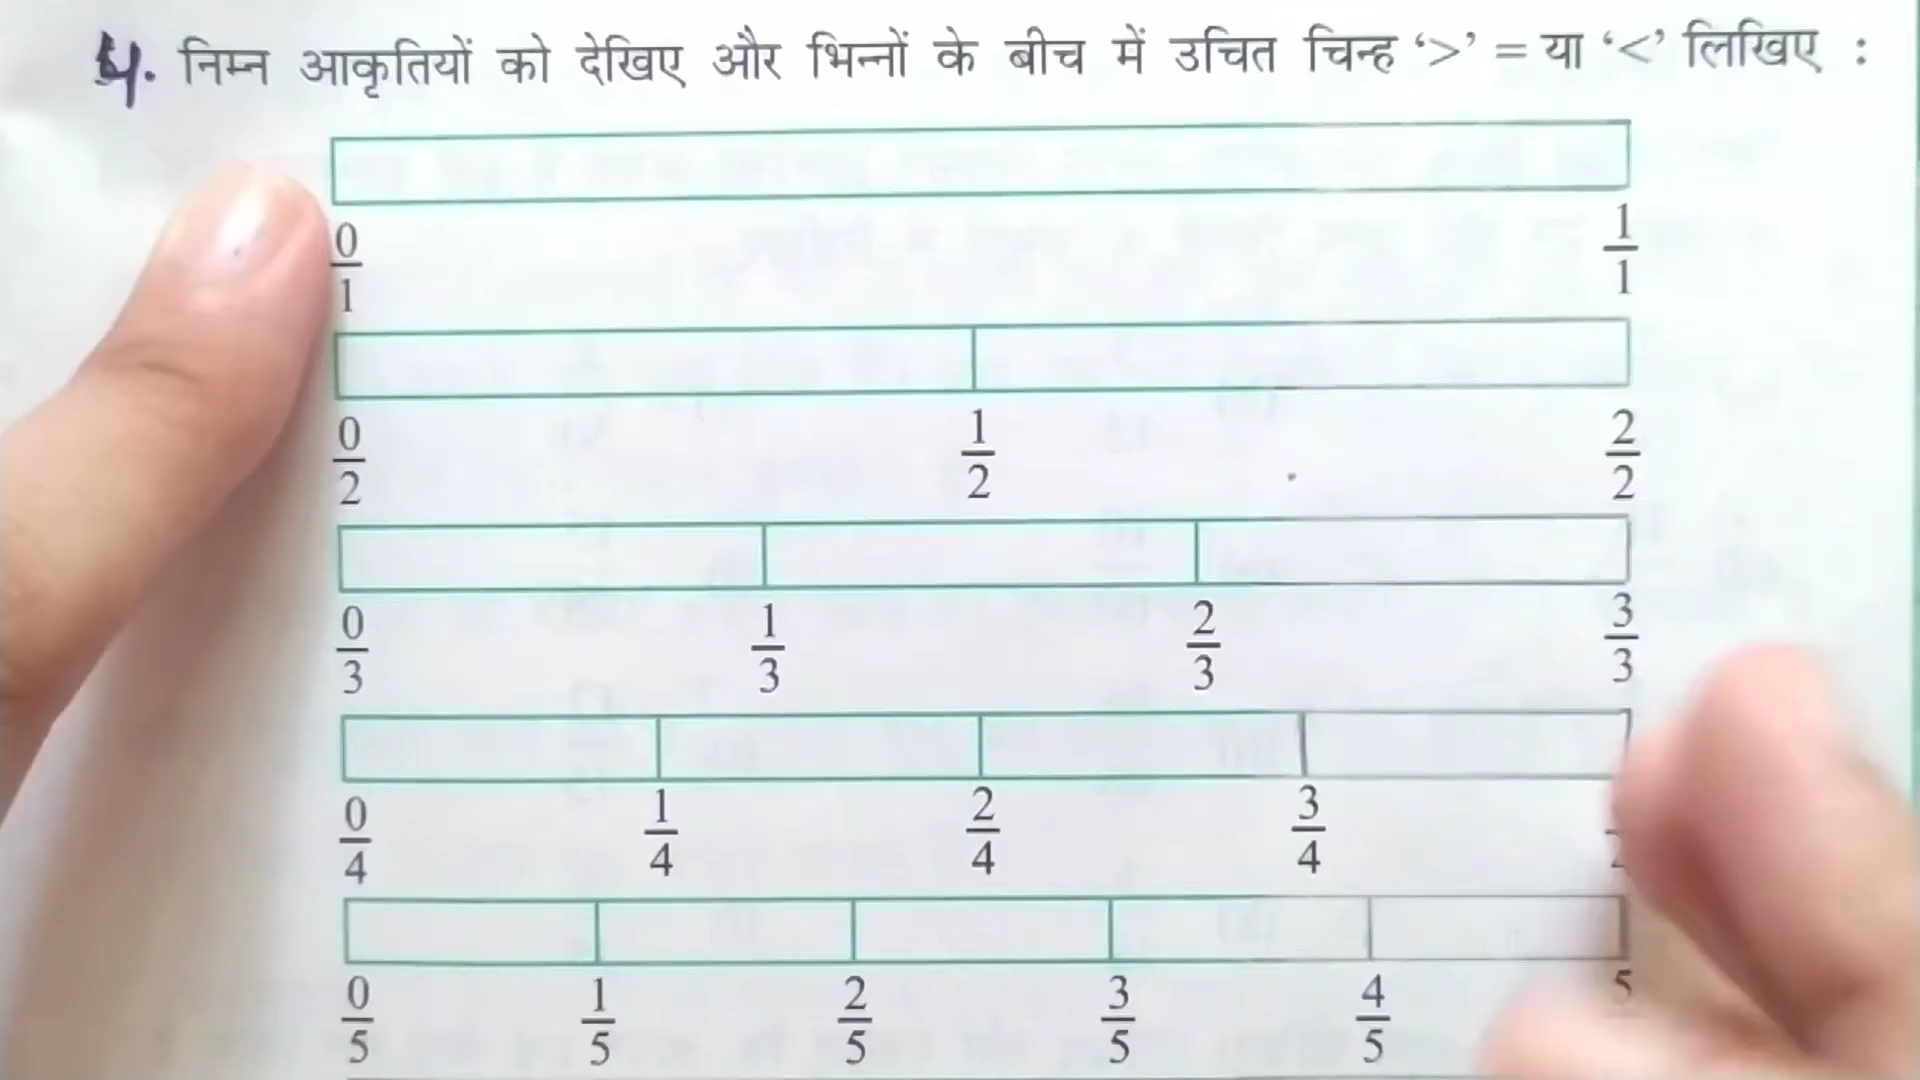 4. निम्न आकृतियों को देखिए और भिन्नों के बीच में उचित चिन्ह ‘>’ = या ‘<’ लिखिए :
0/1 1/1
0/2 1/2 2/2
0/3 1/3 2/3 3/3
0/4 1/4 2/4 3/4
0/5 1/5 2/5 3/5 4/5 5